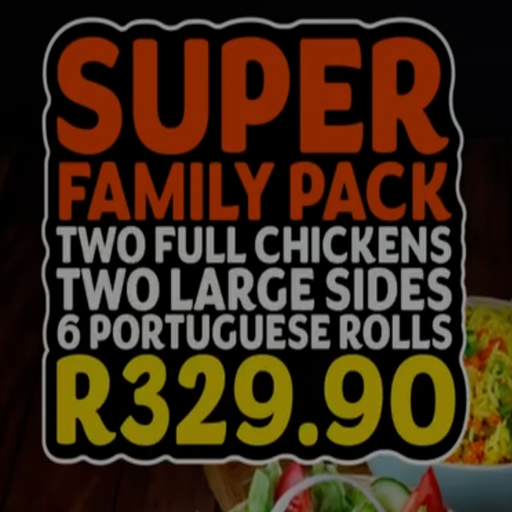 SUPER
FAMILY PACK
TWO FULL CHICKENS
TWO LARGE SIDES
6 PORTUGUESE ROLLS
R329.90